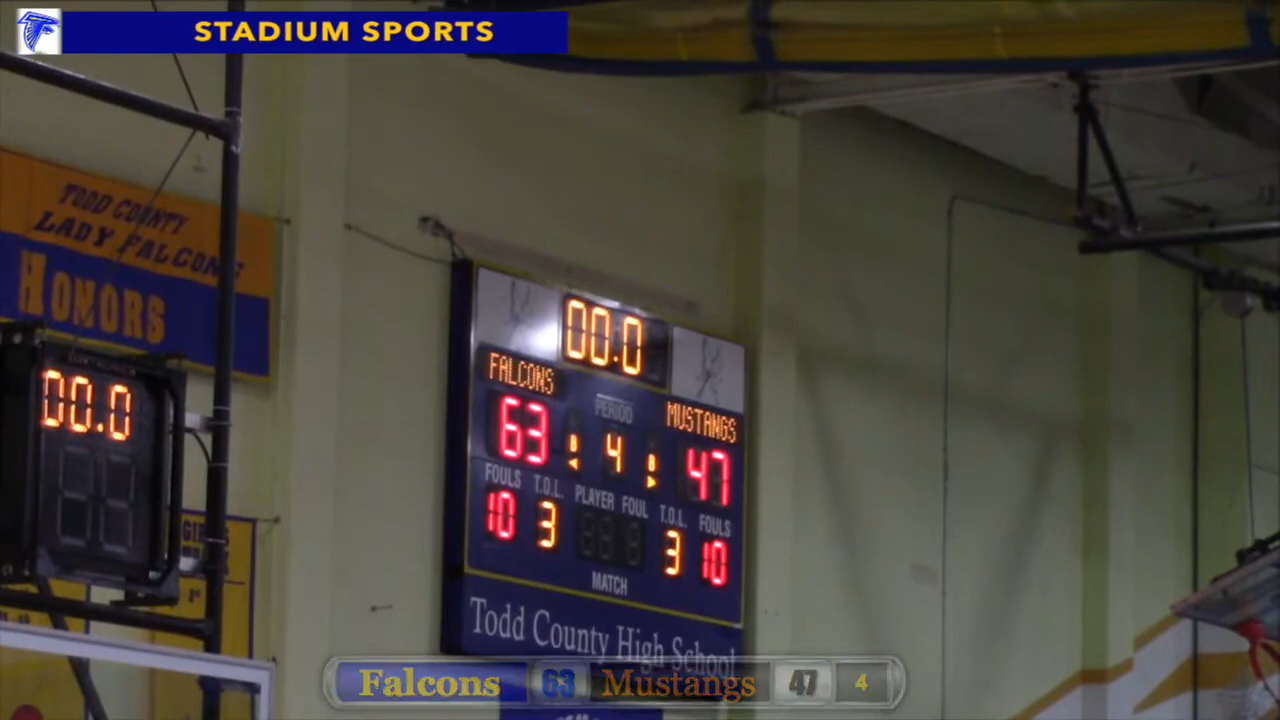 STADIUM SPORTS
TODD COUNTY
LADY FALCONS
HONORS
00.0
00.0
FALCONS
PERIOD
MUSTANGS
63
B
4
B
47
FOULS
T.O.L.
PLAYER FOUL
T.O.L.
FOULS
10
3
3
10
MATCH
Todd County High School
Falcons 63 Mustangs 47 4